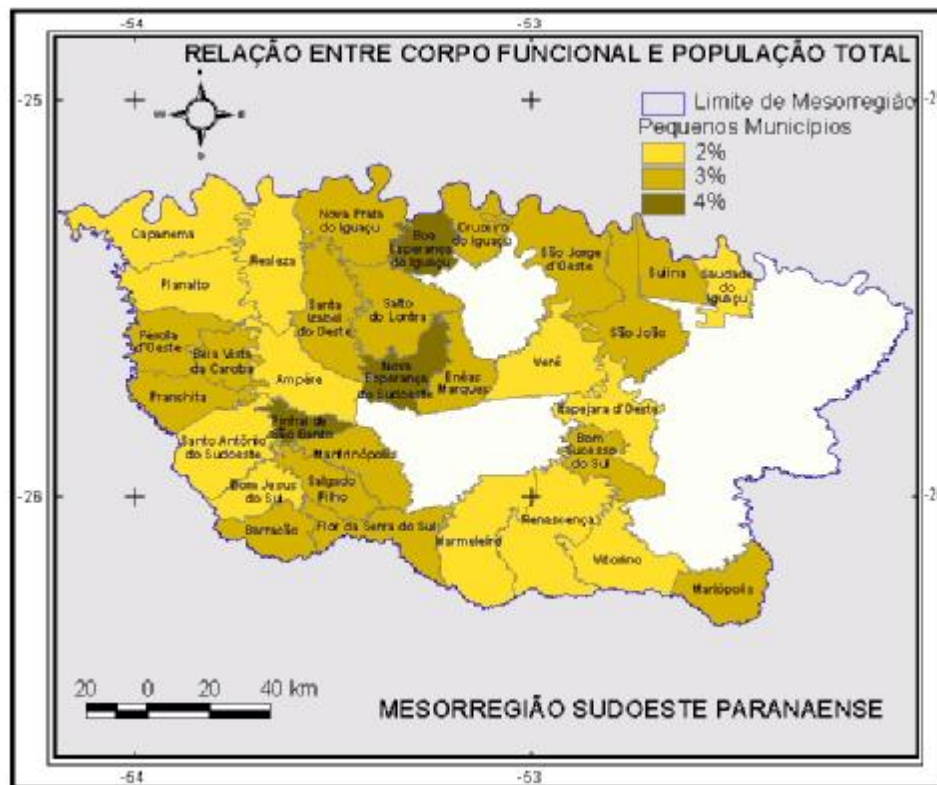 -54
-53
RELAÇÃO ENTRE CORPO FUNCIONAL E POPULAÇÃO TOTAL
-25
W
E
S
Limite de Mesorregião
Pequenos Municípios
2%
3%
4%
Capanema
Planalto
Realeza
Nova Prata
do Iguaçu
Boa
Esperança
do Iguaçu
Cruzeiro
do Iguaçu
São Jorge
d'Oeste
Sulina
Saudade
do
Iguaçu
Pérola
d'Oeste
Bela Vista
da Caroba
Santa
Izabel
do Oeste
Salto
do Lontra
São João
Pranchita
Ampére
Nova
Esperança
do Sudoeste
Enéas
Marques
Verê
Itapejara d'Oeste
Pinhal de
São Bento
Santo Antônio
do Sudoeste
Manfrinópolis
Bom
Sucesso
do Sul
-26
Bom Jesus
do Sul
Salgado
Filho
Barracão
Flor da Serra do Sul
Marmeleiro
Renascença
Vitorino
Mariópolis
20 0 20 40 km
MESORREGIÃO SUDOESTE PARANAENSE
-54
-53